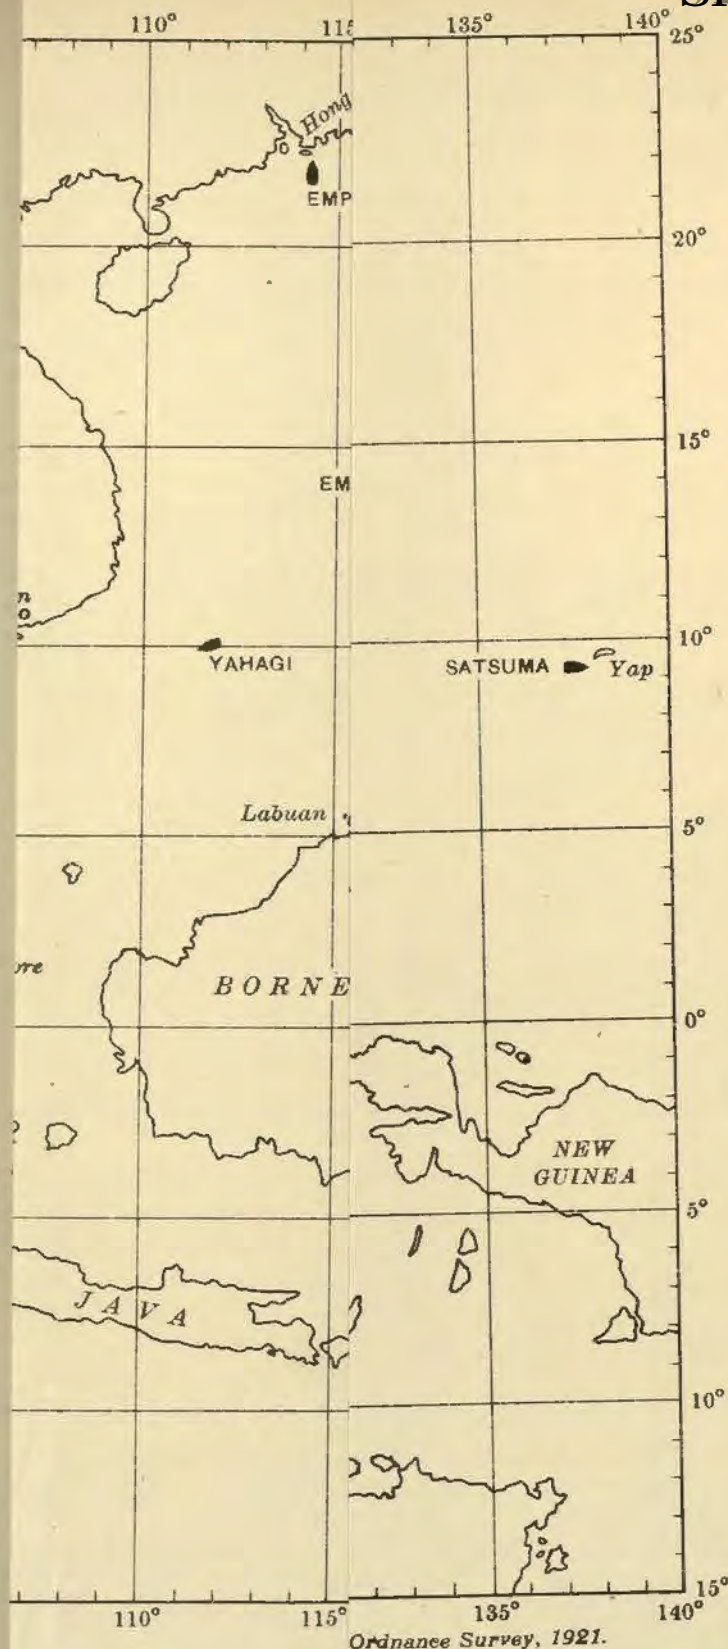 110°
135°
140°
25°
Hong
EMP
20°
15°
EM
10°
YAHAGI
SATSUMA
Yap
Labuan
5°
BORNE
0°
NEW
GUINEA
5°
JAVA
10°
15°
110°
115°
135°
140°
Ordnance Survey, 1921.